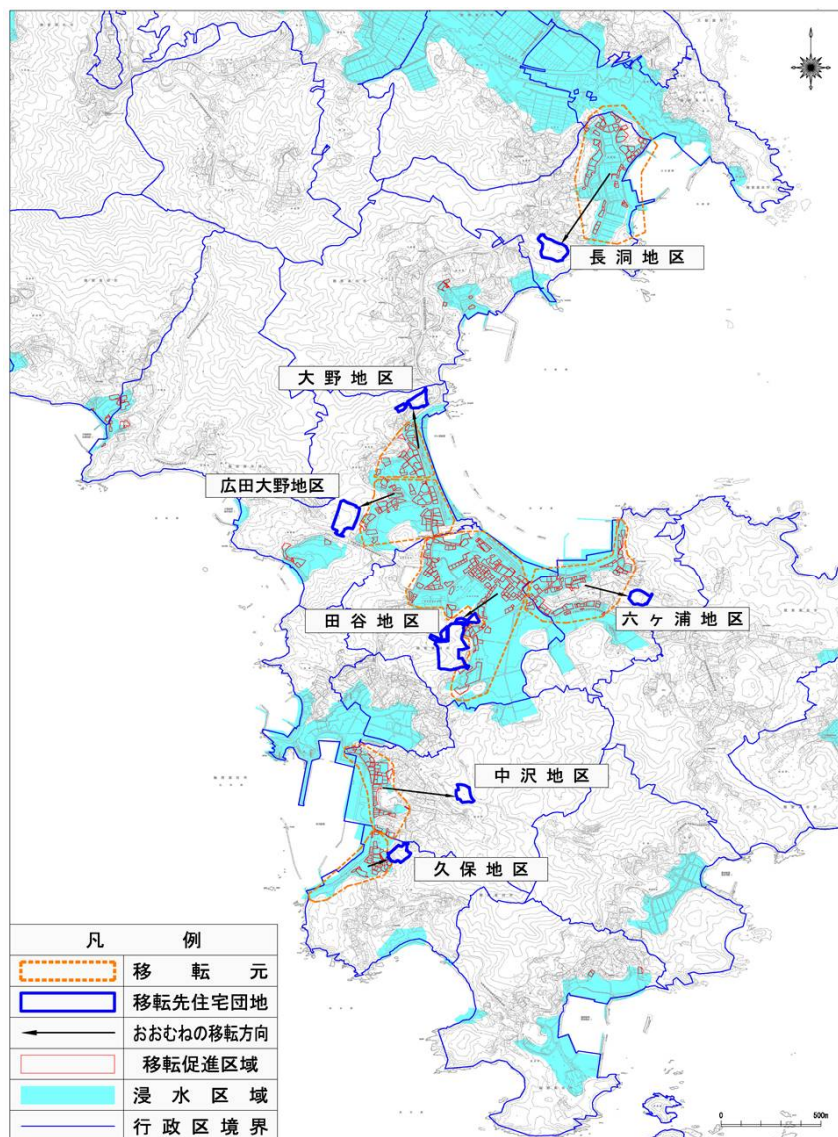 長洞地区
大野地区
広田大野地区
田谷地区
六ヶ浦地区
中沢地区
久保地区
凡 例
移 転 元
移転先住宅団地
おおむねの移転方向
移転促進区域
浸 水 区 域
行 政 区 境 界
0 500m